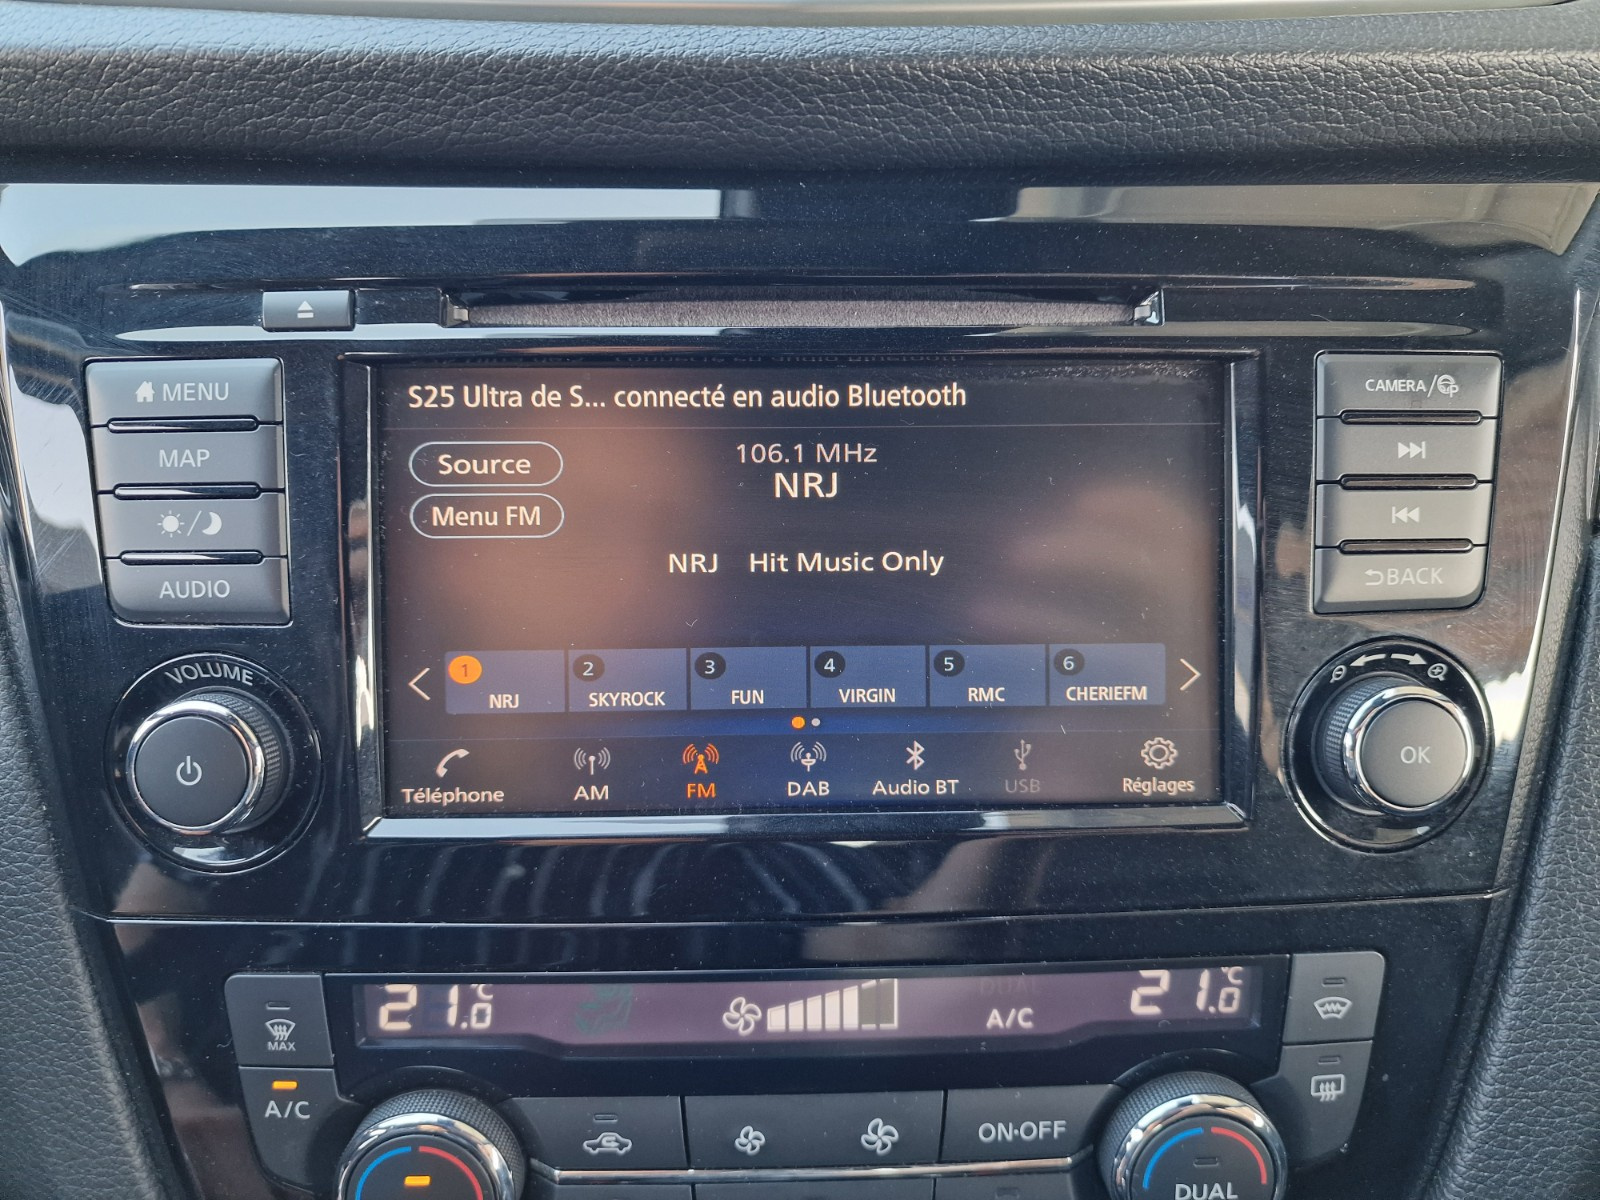 MENU
MAP
AUDIO
VOLUME
S25 Ultra de S... connecté en audio Bluetooth
Source
Menu FM
106.1 MHz
NRJ
NRJ Hit Music Only
1 NRJ
2 SKYROCK
3 FUN
4 VIRGIN
5 RMC
6 CHERIEFM
Téléphone
AM
FM
DAB
Audio BT
USB
Réglages
CAMERA/
BACK
OK
21.0 °C
A/C
21.0 °C
MAX
A/C
ON·OFF
DUAL